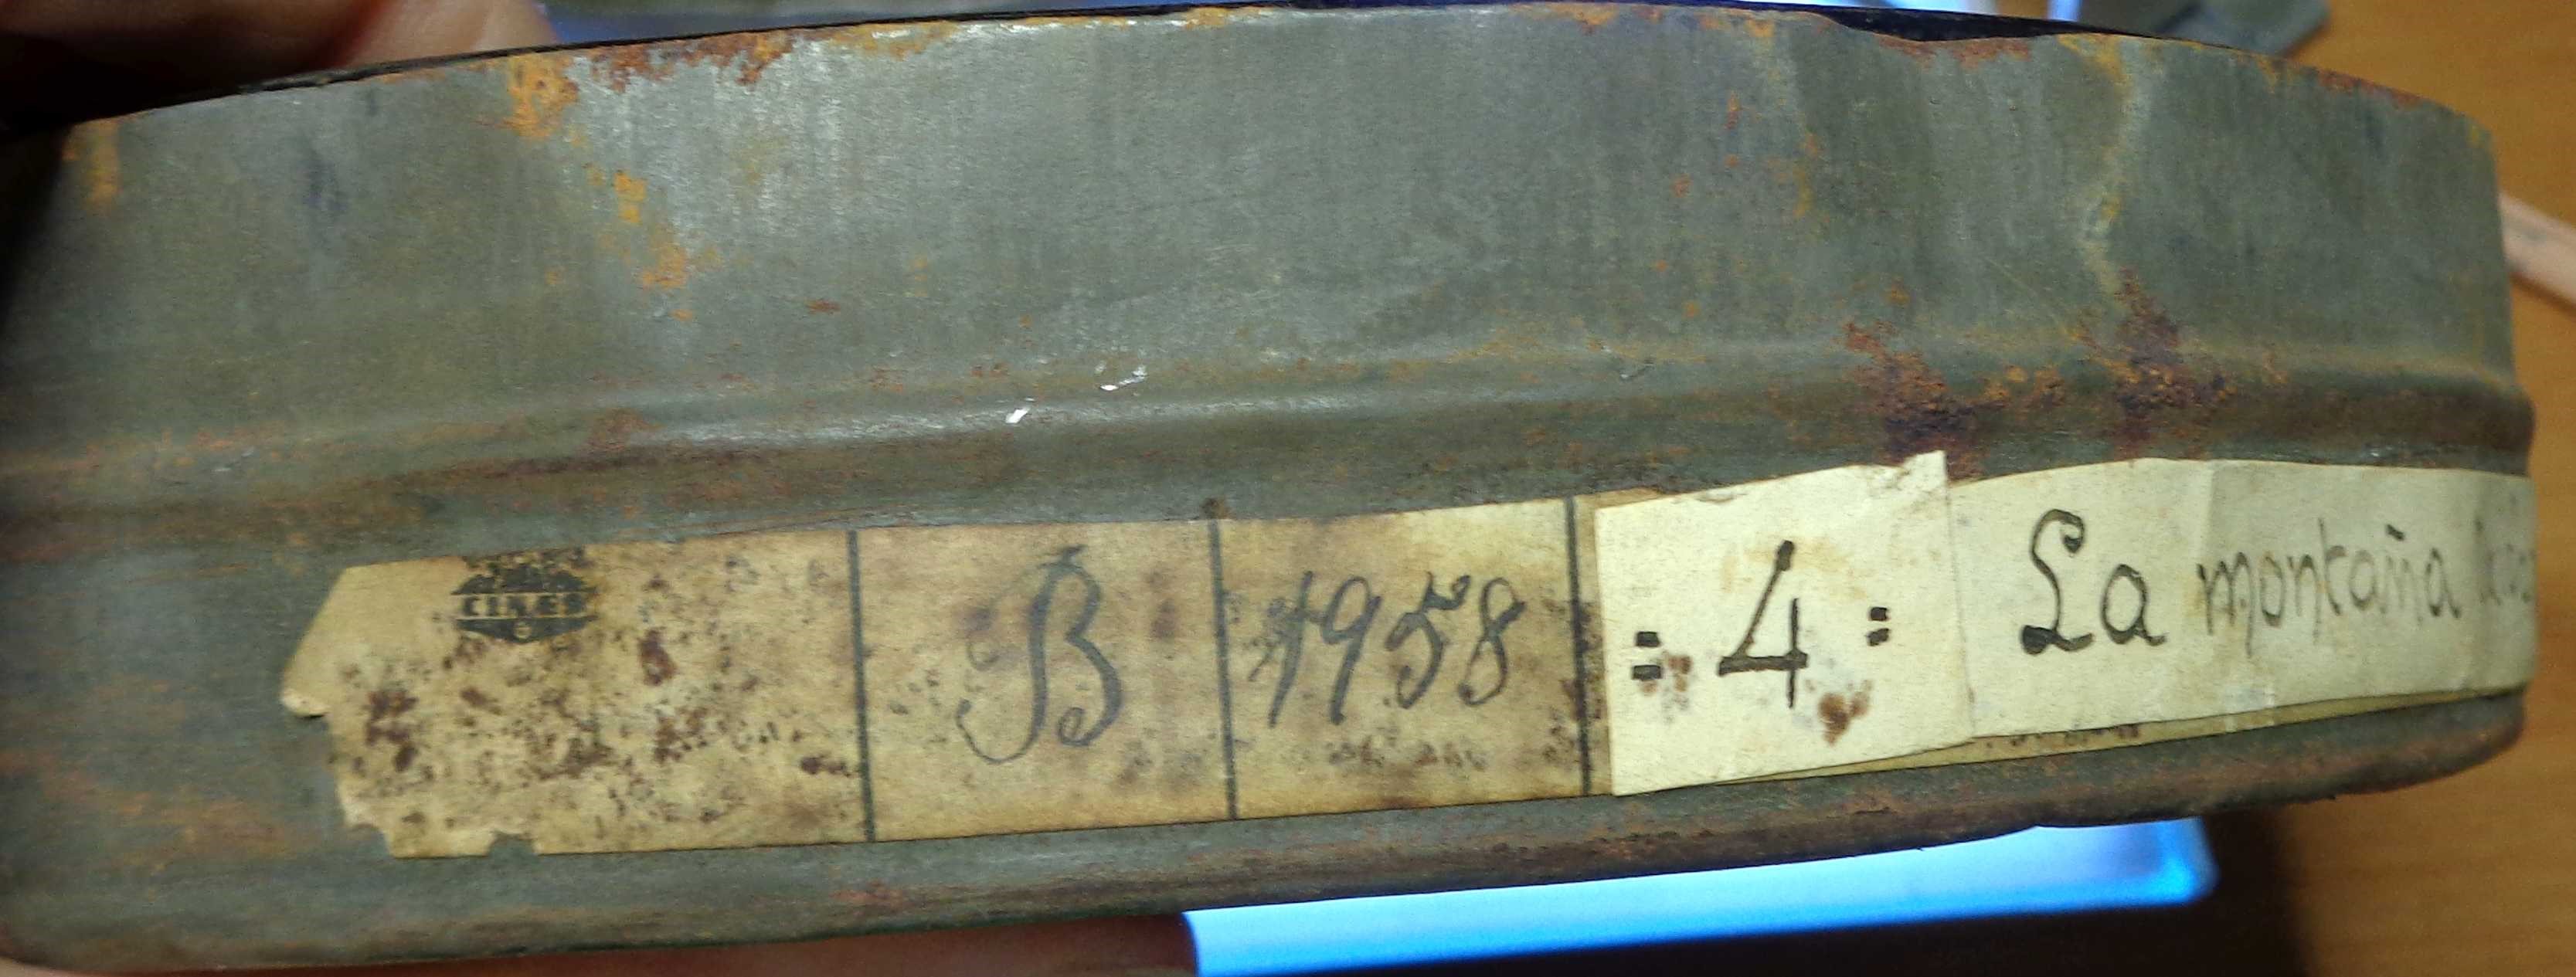 CINES
B 1958 = 4 = La montaña